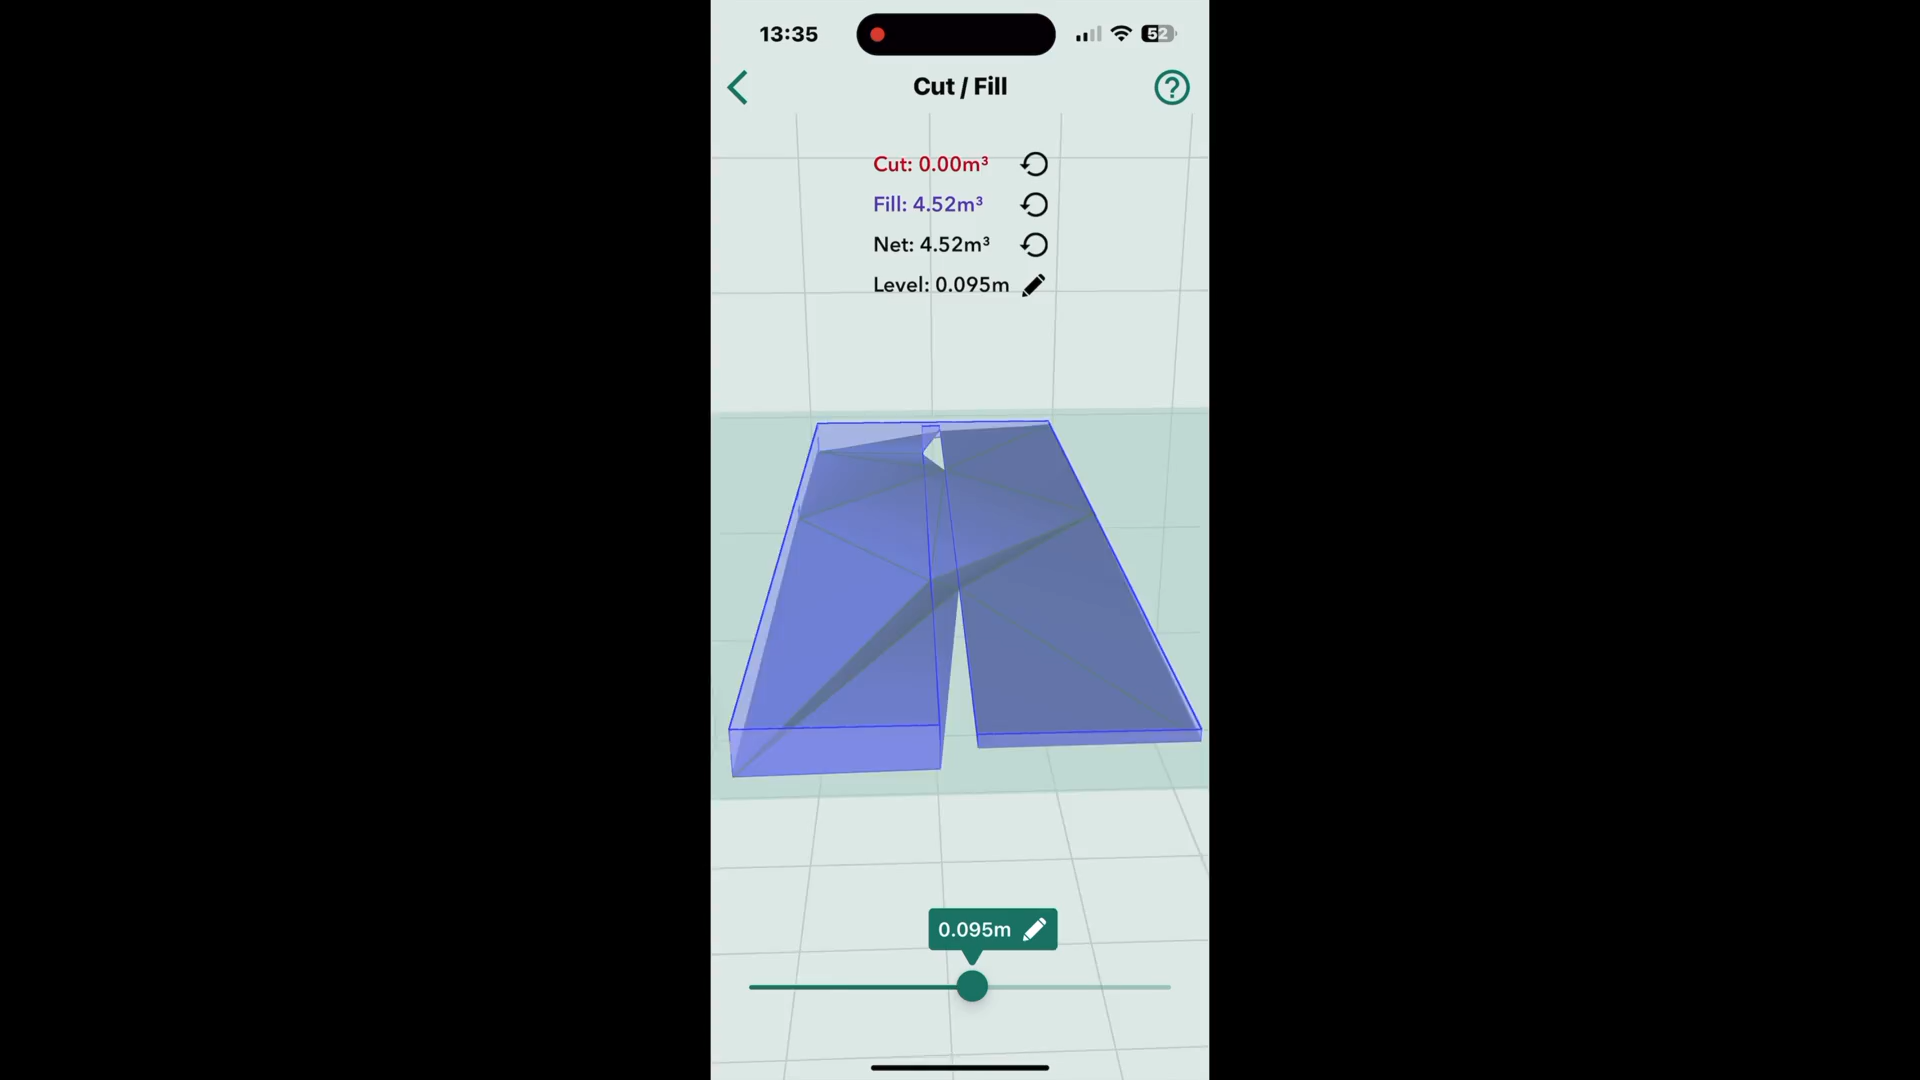 13:35
52
Cut / Fill
Cut: 0.00m³
Fill: 4.52m³
Net: 4.52m³
Level: 0.095m
0.095m